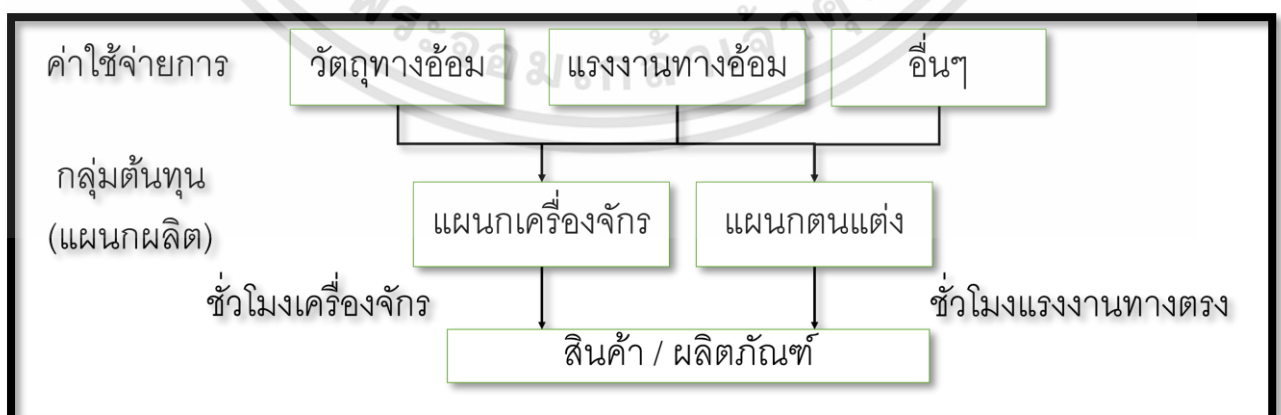 ค่าใช้จ่ายการ
วัตถุทางอ้อม
แรงงานทางอ้อม
อื่นๆ
กลุ่มต้นทุน
(แผนกผลิต)
แผนกเครื่องจักร
แผนกตนแต่ง
ชั่วโมงเครื่องจักร
ชั่วโมงแรงงานทางตรง
สินค้า / ผลิตภัณฑ์